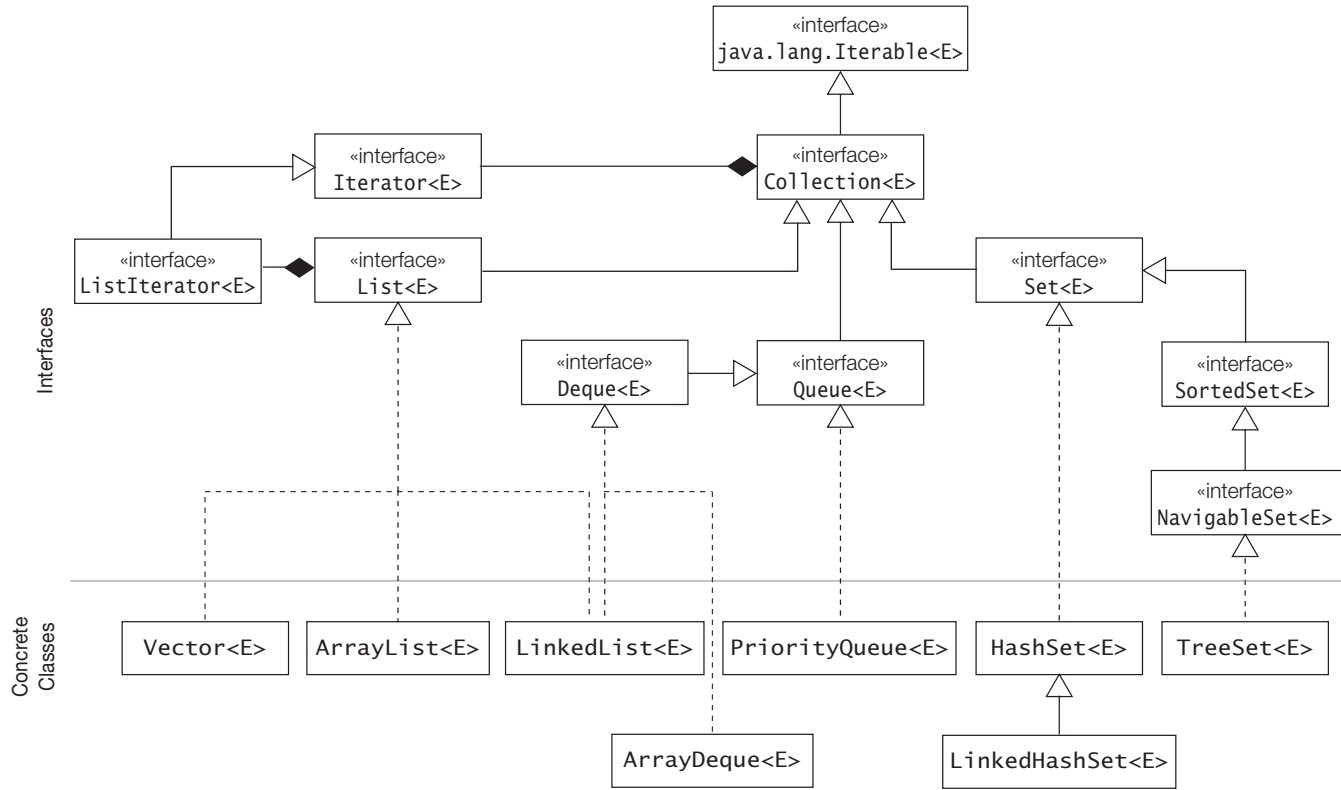 «interface»
java.lang.Iterable<E>
«interface»
Iterator<E>
«interface»
Collection<E>
«interface»
ListIterator<E>
«interface»
List<E>
«interface»
Set<E>
Interfaces
«interface»
Deque<E>
«interface»
Queue<E>
«interface»
SortedSet<E>
«interface»
NavigableSet<E>
Concrete
Classes
Vector<E>
ArrayList<E>
LinkedList<E>
PriorityQueue<E>
HashSet<E>
TreeSet<E>
ArrayDeque<E>
LinkedHashSet<E>